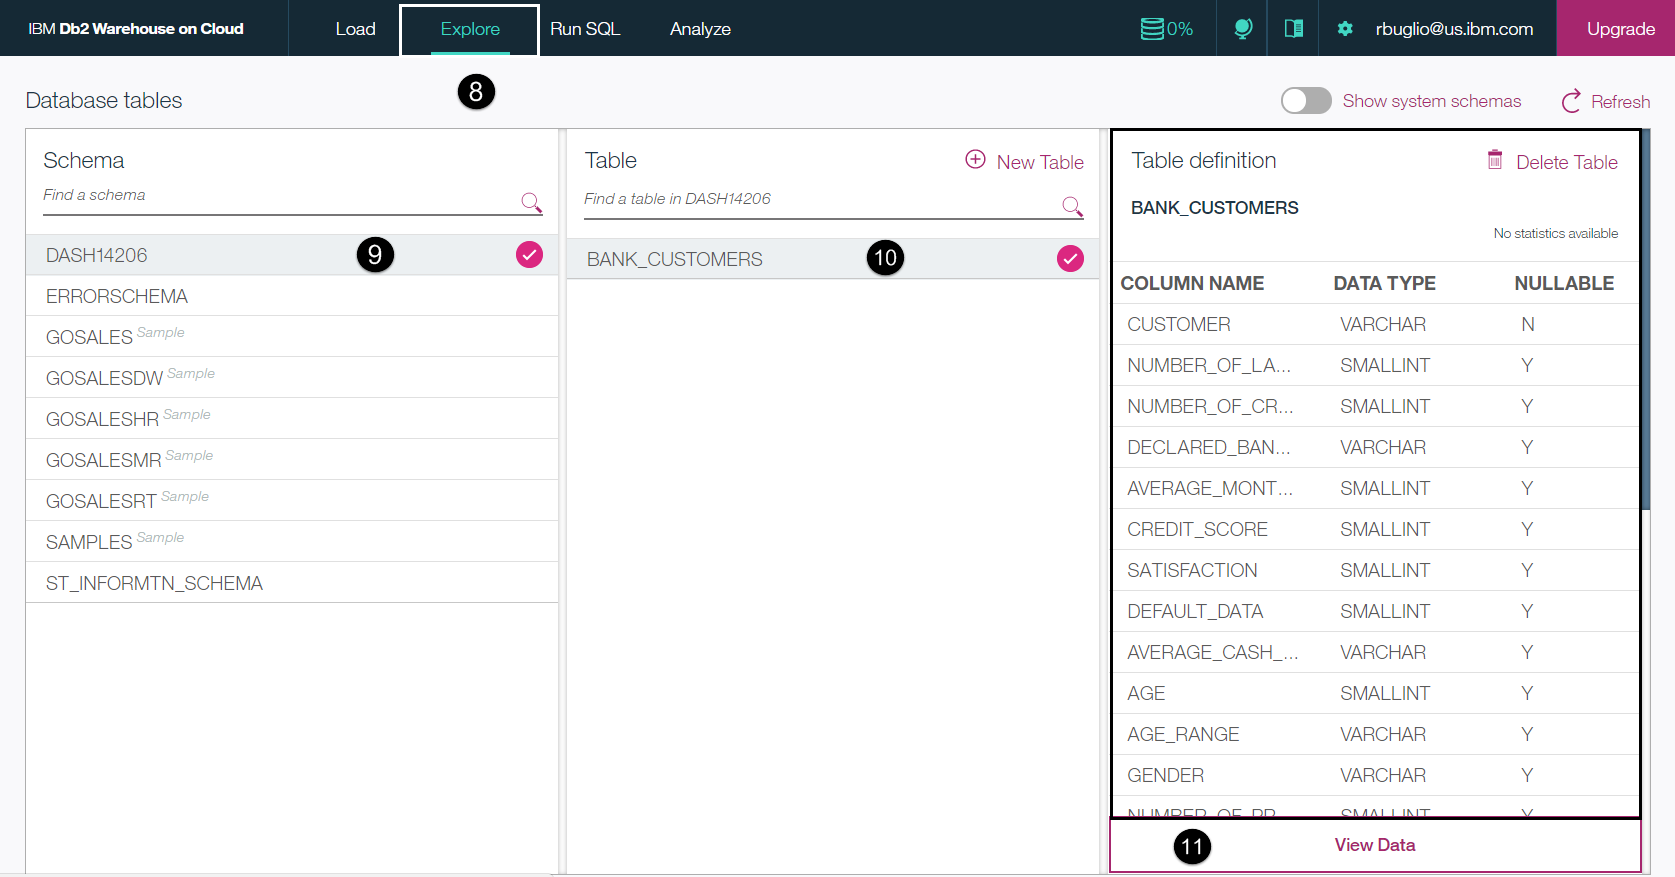 IBM Db2 Warehouse on Cloud
Load
Explore
Run SQL
Analyze
0%
rbuglio@us.ibm.com
Upgrade
8
Database tables
Show system schemas
Refresh
Schema
Find a schema
DASH14206
9
ERRORSCHEMA
GOSALES Sample
GOSALESDW Sample
GOSALESHR Sample
GOSALESMR Sample
GOSALESRT Sample
SAMPLES Sample
ST_INFORMTN_SCHEMA
Table
New Table
Find a table in DASH14206
BANK_CUSTOMERS
10
Table definition
Delete Table
BANK_CUSTOMERS
No statistics available
COLUMN NAME DATA TYPE NULLABLE
CUSTOMER VARCHAR N
NUMBER_OF_LA... SMALLINT Y
NUMBER_OF_CR... SMALLINT Y
DECLARED_BAN... VARCHAR Y
AVERAGE_MONT... SMALLINT Y
CREDIT_SCORE SMALLINT Y
SATISFACTION SMALLINT Y
DEFAULT_DATA SMALLINT Y
AVERAGE_CASH_... VARCHAR Y
AGE SMALLINT Y
AGE_RANGE VARCHAR Y
GENDER VARCHAR Y
NUMBER_OF_PR SMALLINT Y
11
View Data